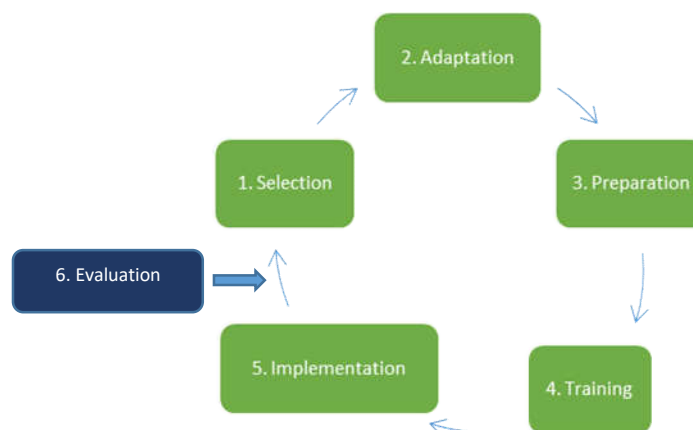 2. Adaptation
1. Selection
3. Preparation
6. Evaluation
5. Implementation
4. Training